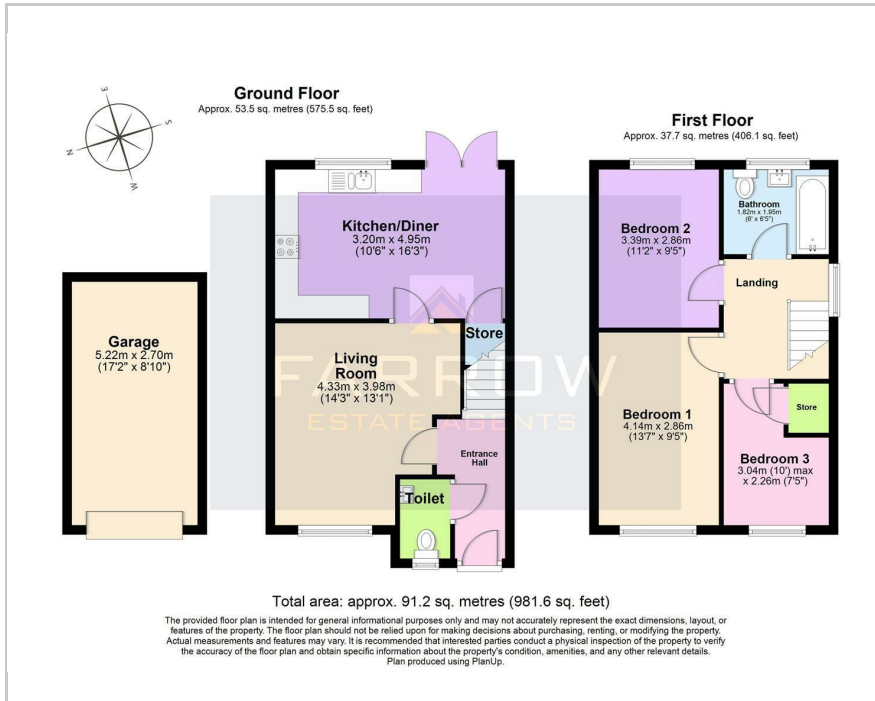 Ground Floor
Approx. 53.5 sq. metres (575.5 sq. feet)
First Floor
Approx. 37.7 sq. metres (406.1 sq. feet)
E
S
N
W
Kitchen/Diner
3.20m x 4.95m
(10'6" x 16'3")
Bedroom 2
3.39m x 2.86m
(11'2" x 9'5")
Bathroom
1.82m x 1.95m
(6' x 6'5")
Landing
Garage
5.22m x 2.70m
(17'2" x 8'10")
Living
Room
4.33m x 3.98m
(14'3" x 13'1")
Store
FARROW
ESTATE AGENTS
Entrance
Hall
Toilet
Bedroom 1
4.14m x 2.86m
(13'7" x 9'5")
Store
Bedroom 3
3.04m (10') max
x 2.26m (7'5")
Total area: approx. 91.2 sq. metres (981.6 sq. feet)
The provided floor plan is intended for general informational purposes only and may not accurately represent the exact dimensions, layout, or
features of the property. The floor plan should not be relied upon for making decisions about purchasing, renting, or modifying the property.
Actual measurements and features may vary. It is recommended that interested parties conduct a physical inspection of the property to verify
the accuracy of the floor plan and obtain specific information about the property's condition, amenities, and any other relevant details.
Plan produced using PlanUp.